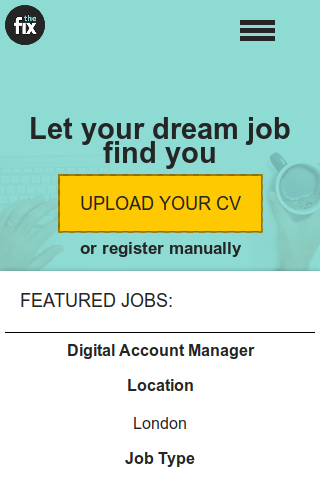 the
fix
Let your dream job
find you
UPLOAD YOUR CV
or register manually
FEATURED JOBS:
Digital Account Manager
Location
London
Job Type